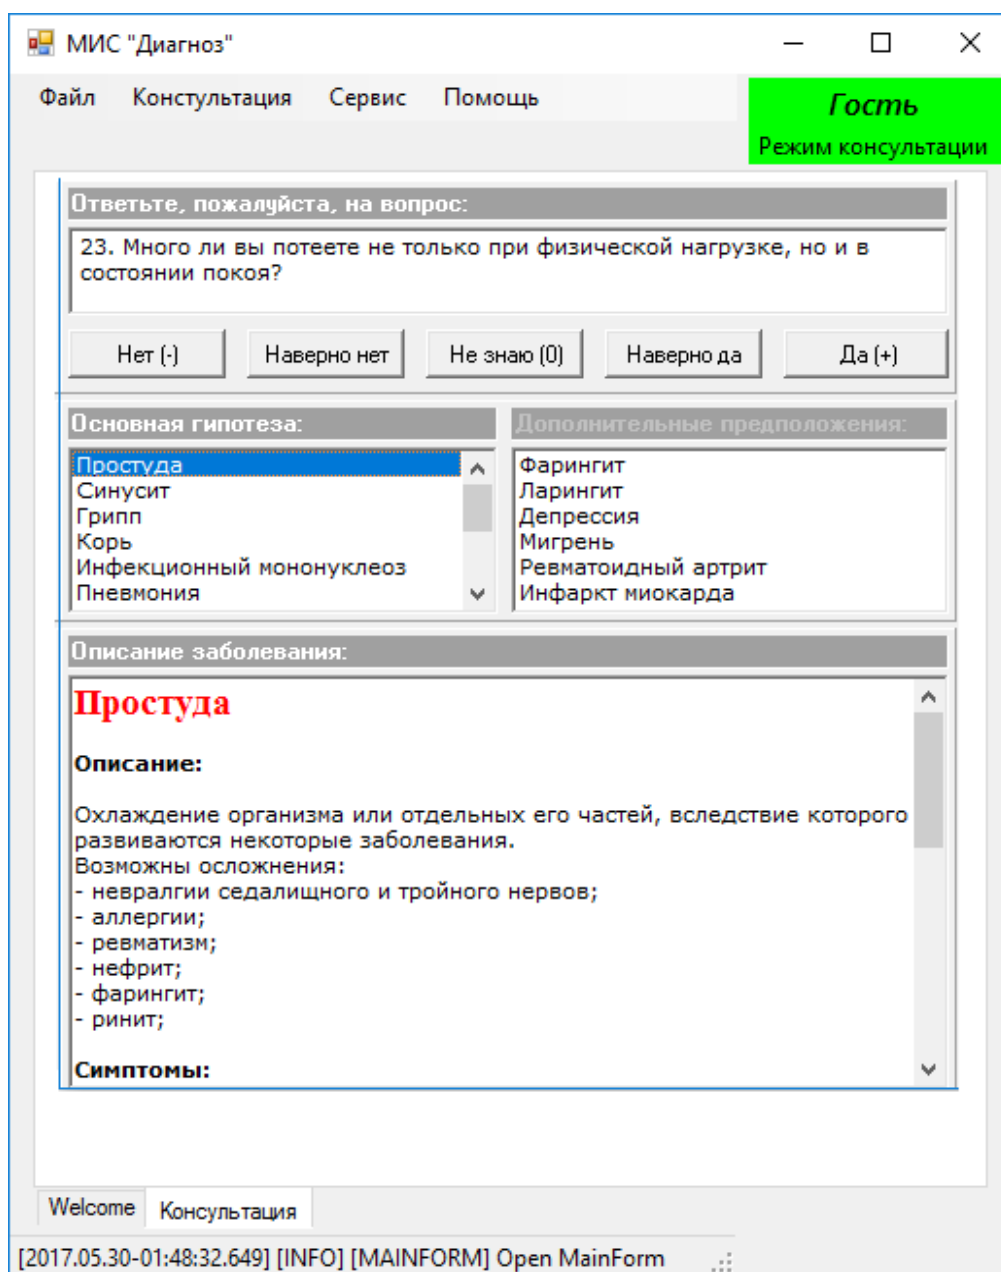 МИС "Диагноз"
Файл Констультация Сервис Помощь
Гость
Режим консультации
Ответьте, пожалуйста, на вопрос:
23. Много ли вы потеете не только при физической нагрузке, но и в
состоянии покоя?
Нет (-) Наверно нет Не знаю (0) Наверно да Да (+)
Основная гипотеза:
Простуда
Синусит
Грипп
Корь
Инфекционный мононуклеоз
Пневмония
Дополнительные предположения:
Фарингит
Ларингит
Депрессия
Мигрень
Ревматоидный артрит
Инфаркт миокарда
Описание заболевания:
Простуда
Описание:
Охлаждение организма или отдельных его частей, вследствие которого
развиваются некоторые заболевания.
Возможны осложнения:
- невралгии седалищного и тройного нервов;
- аллергии;
- ревматизм;
- нефрит;
- фарингит;
- ринит;
Симптомы:
Welcome Консультация
[2017.05.30-01:48:32.649] [INFO] [MAINFORM] Open MainForm